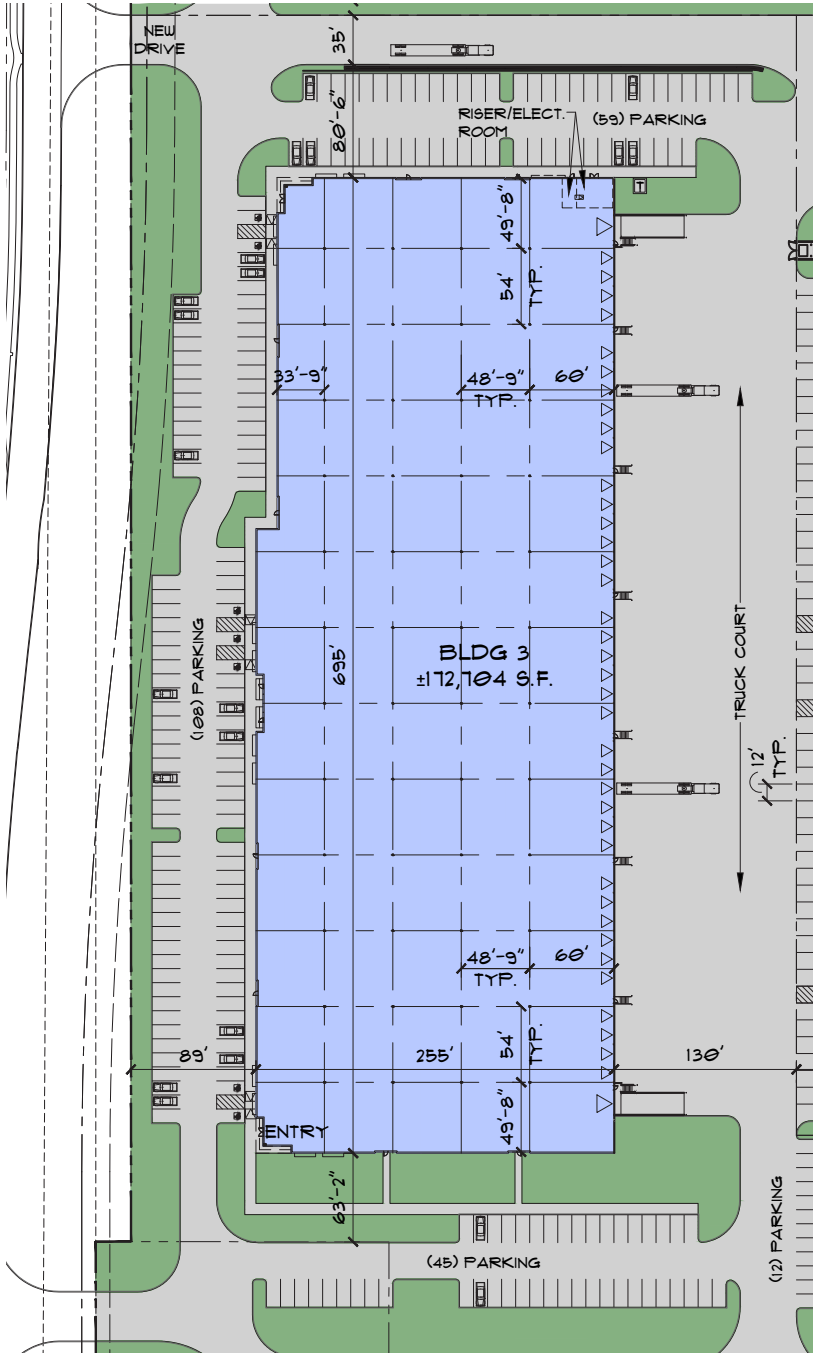 NEW
DRIVE
35'
80'-6"
RISER/ELECT.
ROOM
(59) PARKING
T
49'-8"
54'
TYP.
33'-9"
48'-9"
TYP.
60'
(108) PARKING
695'
BLDG 3
±172,704 S.F.
TRUCK COURT
12'
TYP.
48'-9"
TYP.
60'
54'
TYP.
89'
255'
130'
49'-8"
ENTRY
63'-2"
(45) PARKING
(12) PARKING